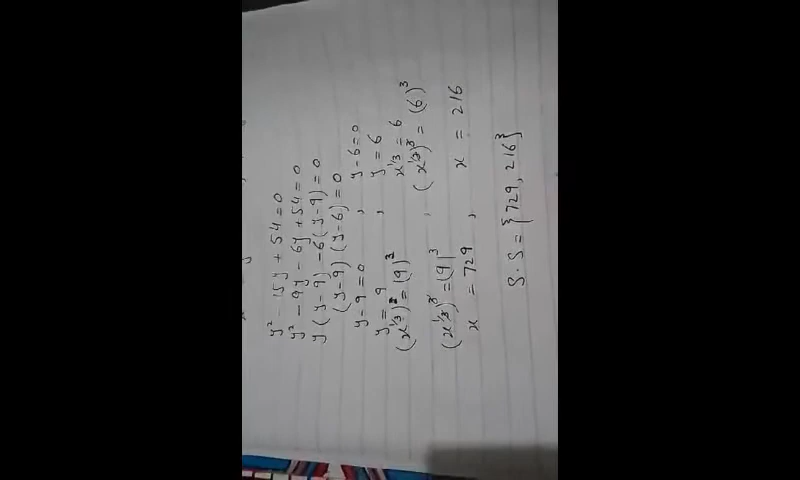 y² - 15y + 54 = 0
y² - 9y - 6y + 54 = 0
y (y - 9) - 6 (y - 9) = 0
(y - 9) (y - 6) = 0
y - 9 = 0 , y - 6 = 0
y = 9 , y = 6
(x^1/3)³ = (9)³ x^1/3 = 6
(x^1/3)³ = (9)³ , (x^1/3)³ = (6)³
x = 729 , x = 216
S.S = {729, 216}